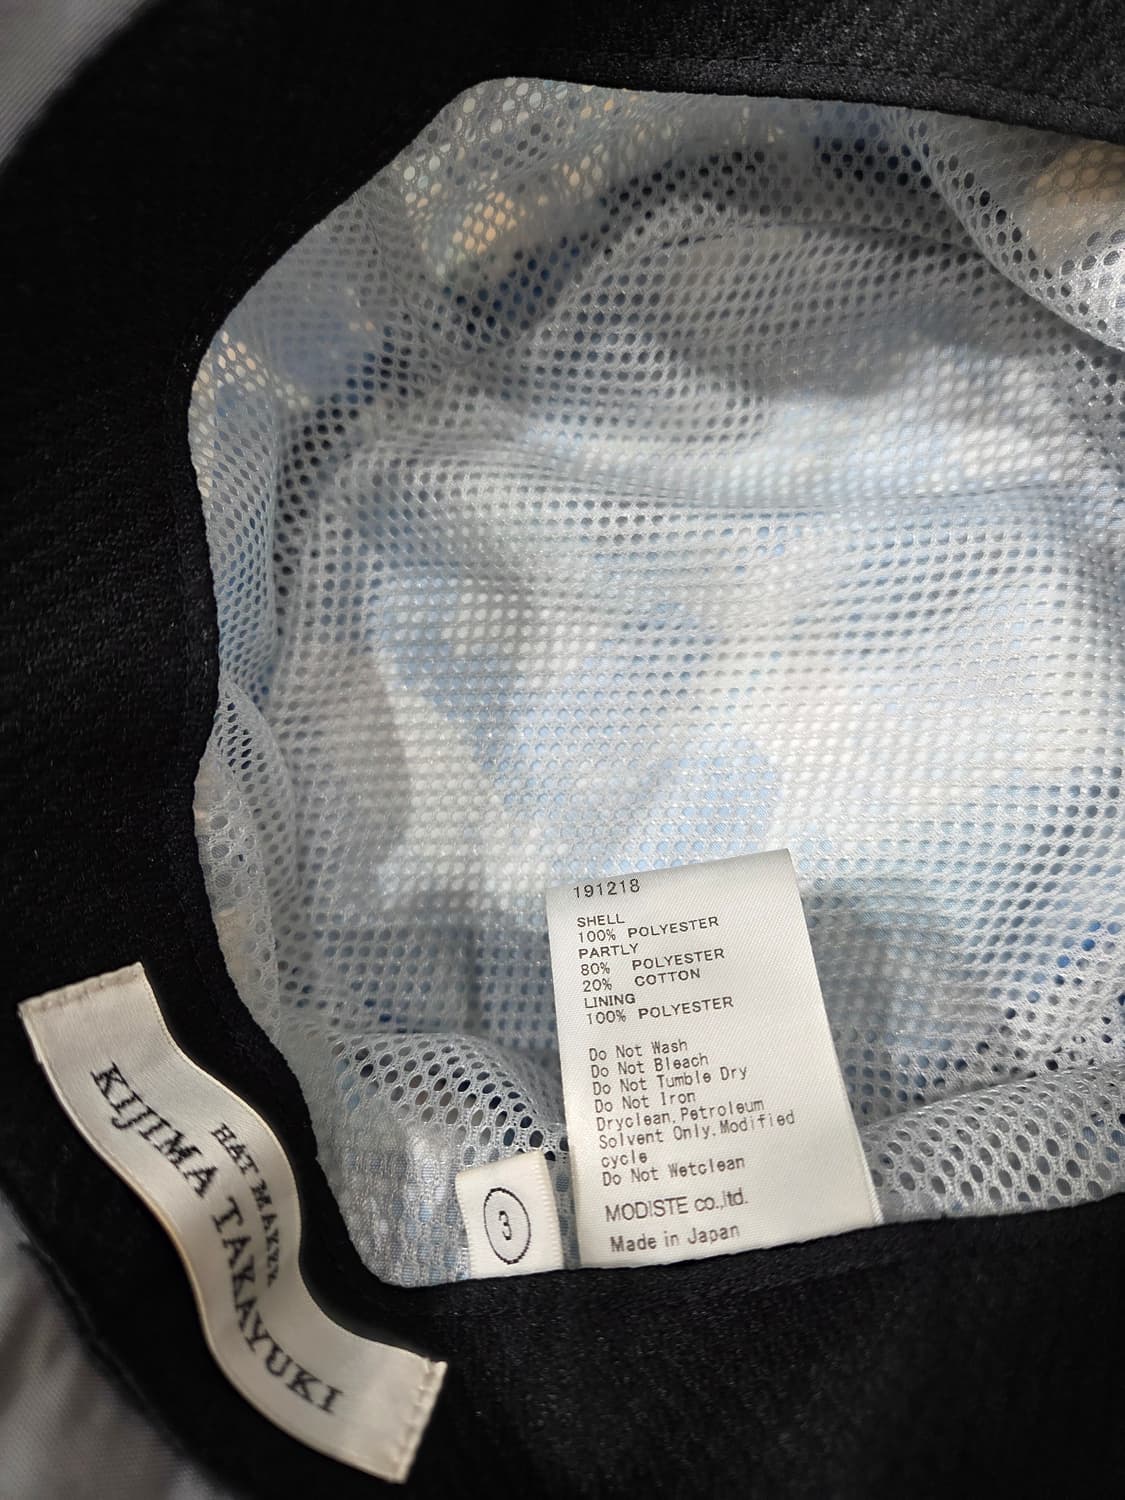 191218
SHELL
100% POLYESTER
PARTLY
80% POLYESTER
20% COTTON
LINING
100% POLYESTER
Do Not Wash
Do Not Bleach
Do Not Tumble Dry
Do Not Iron
Dryclean.Petroleum
Solvent Only.Modified
cycle
Do Not Wetclean
MODISTE co.,ltd.
Made in Japan
3
HAT MAKER
KIJIMA TAKAYUKI